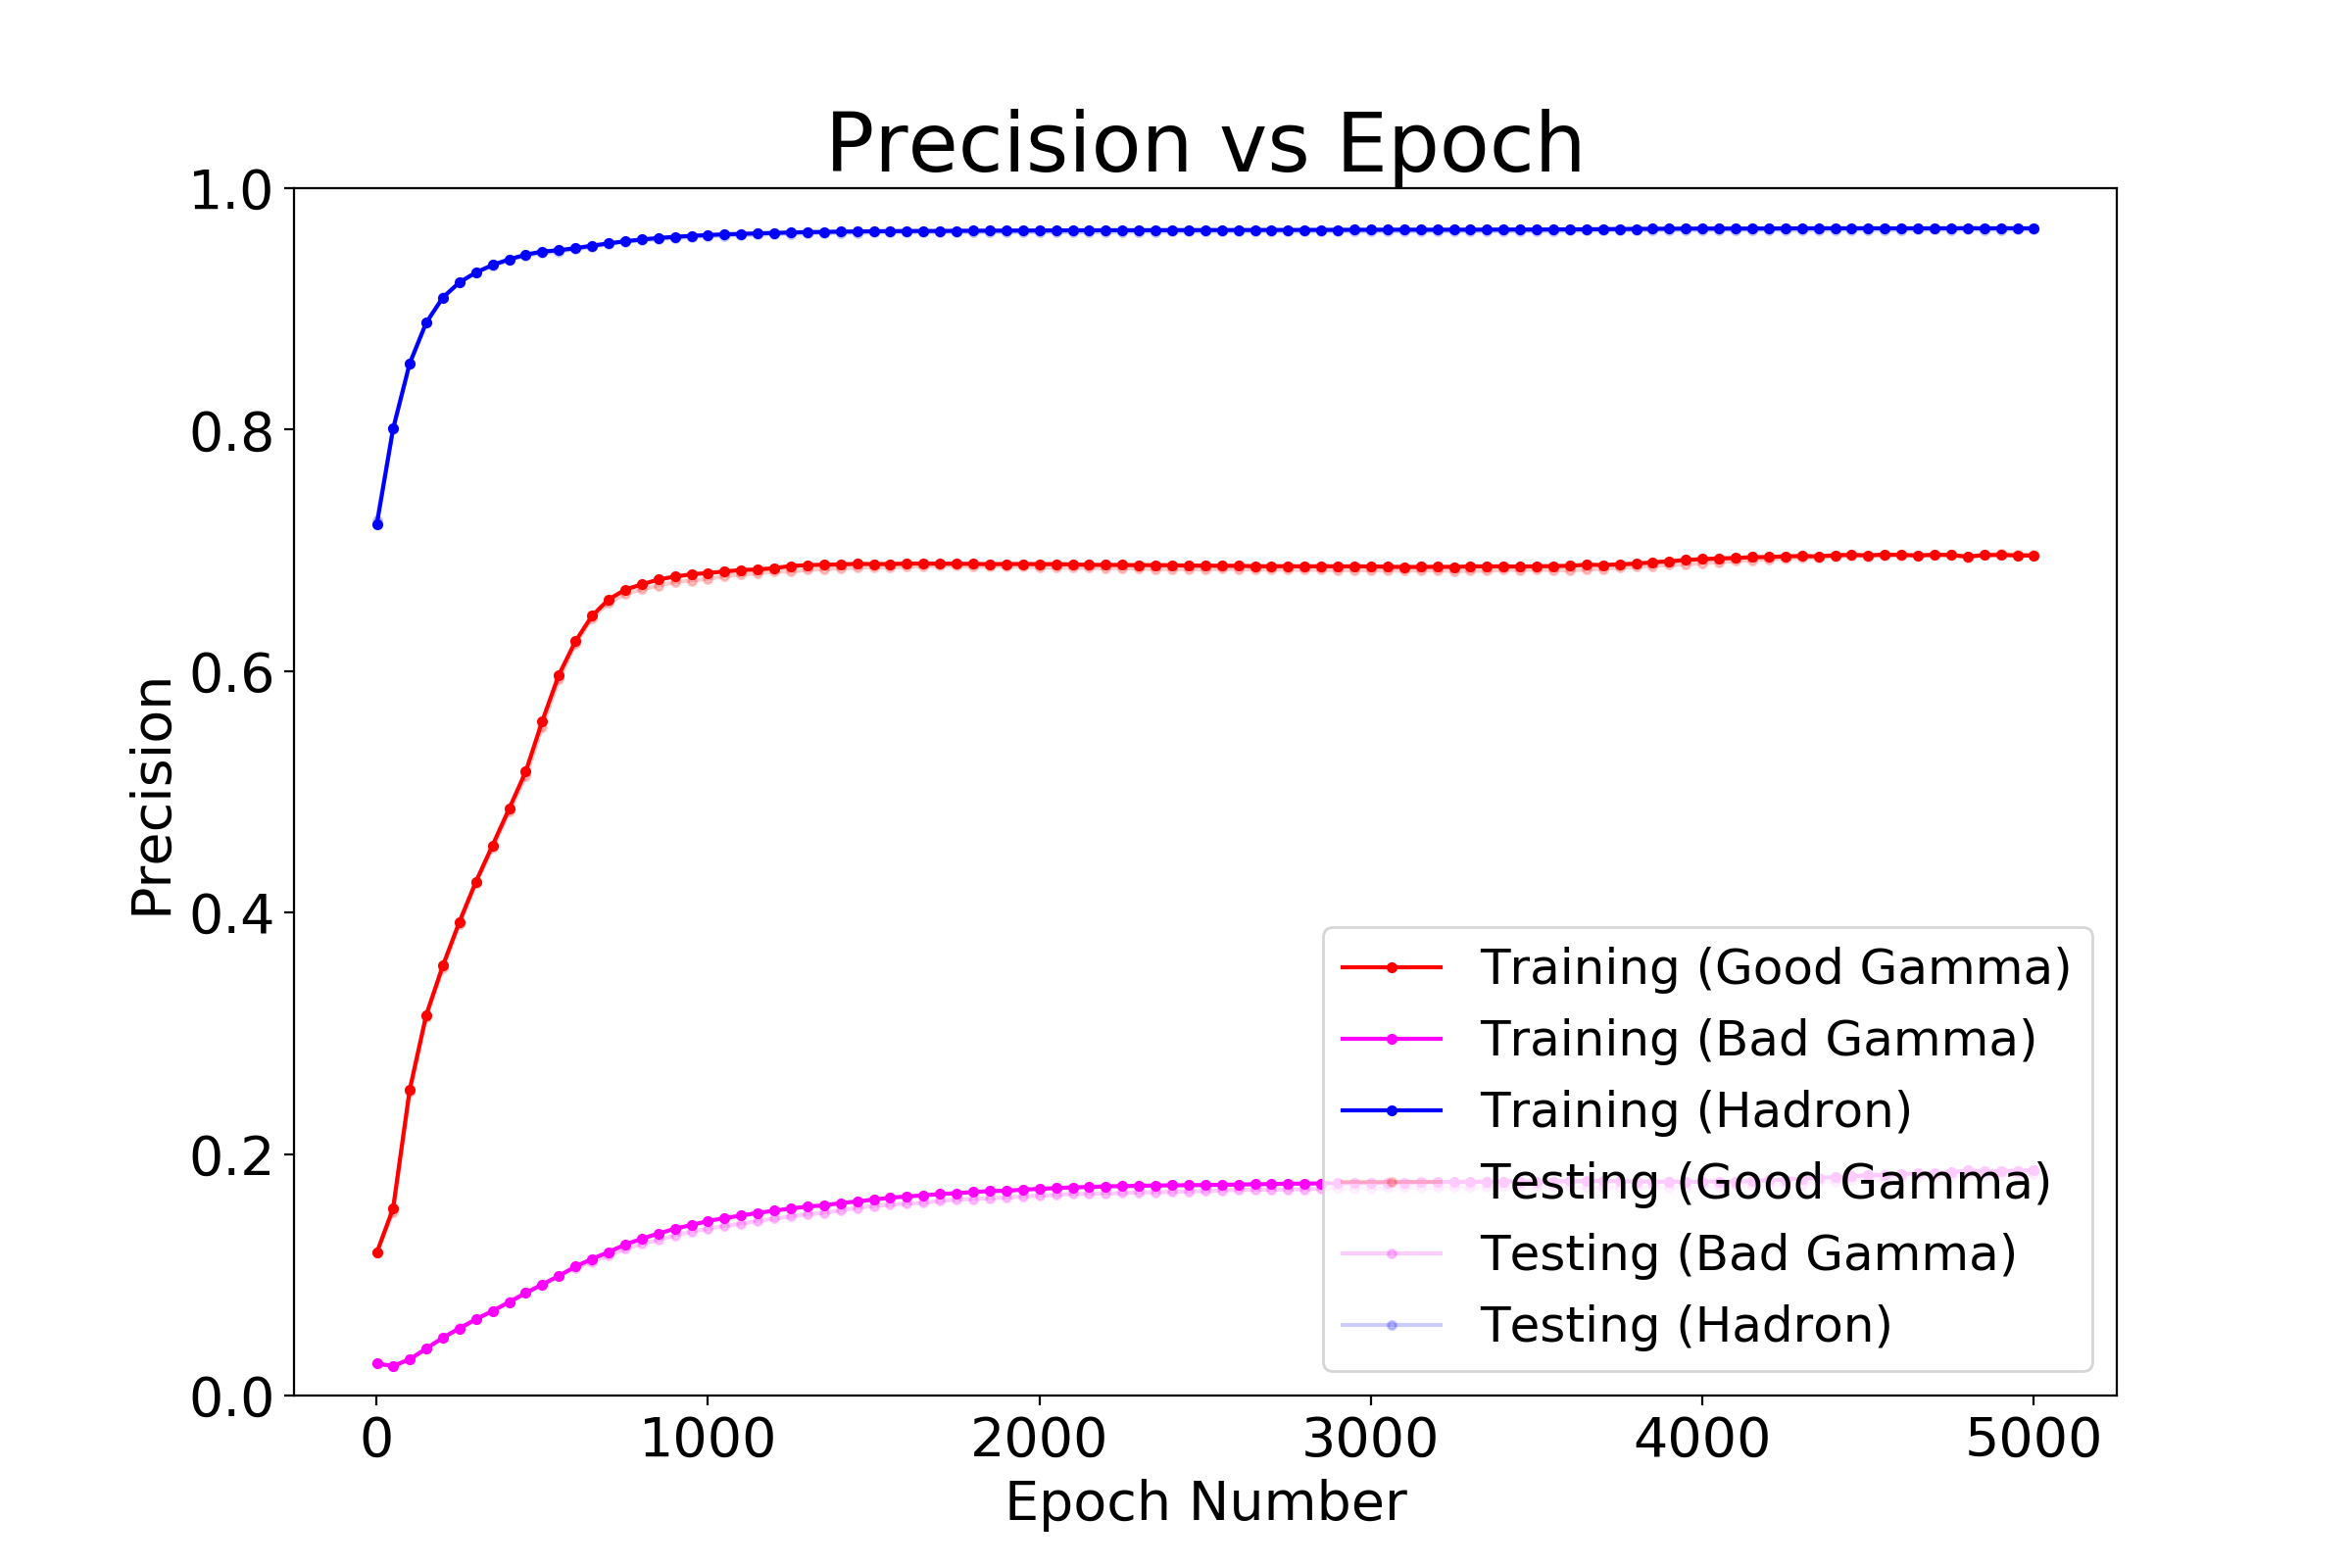 Precision vs Epoch
1.0
0.8
0.6
0.4
0.2
0.0
Precision
Training (Good Gamma)
Training (Bad Gamma)
Training (Hadron)
Testing (Good Gamma)
Testing (Bad Gamma)
Testing (Hadron)
0 1000 2000 3000 4000 5000
Epoch Number